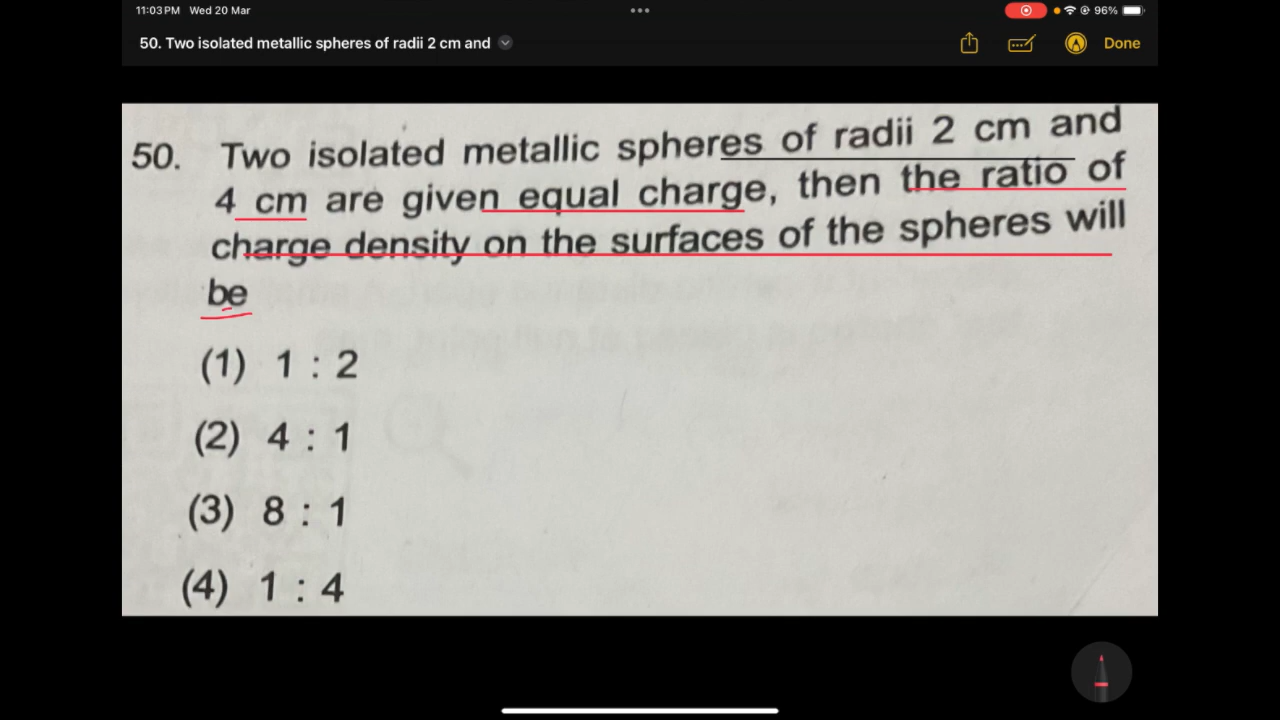 11:03 PM Wed 20 Mar
96%
50. Two isolated metallic spheres of radii 2 cm and
Done
50. Two isolated metallic spheres of radii 2 cm and
4 cm are given equal charge, then the ratio of
charge density on the surfaces of the spheres will
be
(1) 1 : 2
(2) 4 : 1
(3) 8 : 1
(4) 1 : 4